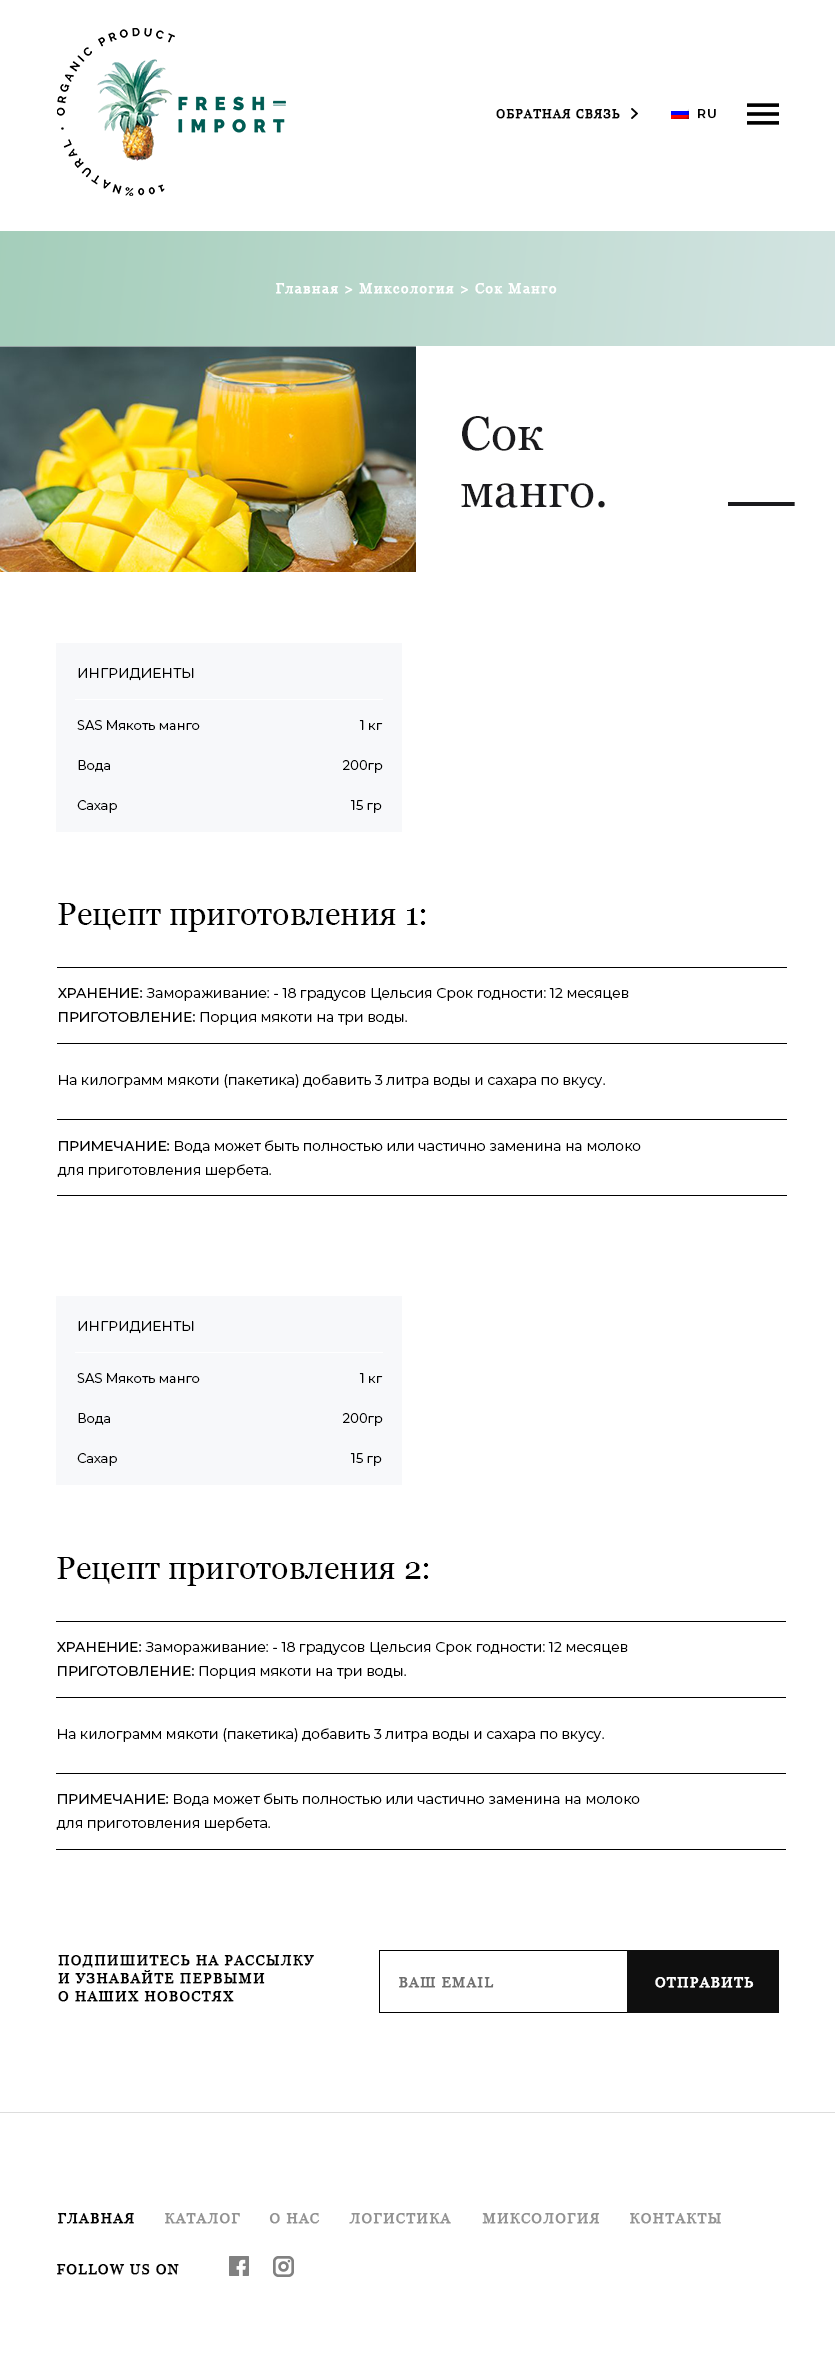 ORGANIC PRODUCT
100% NATURAL
FRESH-
IMPORT
ОБРАТНАЯ СВЯЗЬ
RU
Главная > Миксология > Сок Манго
Сок
манго.
ИНГРИДИЕНТЫ
SAS Мякоть манго 1 кг
Вода 200гр
Сахар 15 гр
Рецепт приготовления 1:
ХРАНЕНИЕ: Замораживание: - 18 градусов Цельсия Срок годности: 12 месяцев
ПРИГОТОВЛЕНИЕ: Порция мякоти на три воды.
На килограмм мякоти (пакетика) добавить 3 литра воды и сахара по вкусу.
ПРИМЕЧАНИЕ: Вода может быть полностью или частично заменина на молоко
для приготовления шербета.
ИНГРИДИЕНТЫ
SAS Мякоть манго 1 кг
Вода 200гр
Сахар 15 гр
Рецепт приготовления 2:
ХРАНЕНИЕ: Замораживание: - 18 градусов Цельсия Срок годности: 12 месяцев
ПРИГОТОВЛЕНИЕ: Порция мякоти на три воды.
На килограмм мякоти (пакетика) добавить 3 литра воды и сахара по вкусу.
ПРИМЕЧАНИЕ: Вода может быть полностью или частично заменина на молоко
для приготовления шербета.
ПОДПИШИТЕСЬ НА РАССЫЛКУ
И УЗНАВАЙТЕ ПЕРВЫМИ
О НАШИХ НОВОСТЯХ
ВАШ EMAIL
ОТПРАВИТЬ
ГЛАВНАЯ КАТАЛОГ О НАС ЛОГИСТИКА МИКСОЛОГИЯ КОНТАКТЫ
FOLLOW US ON